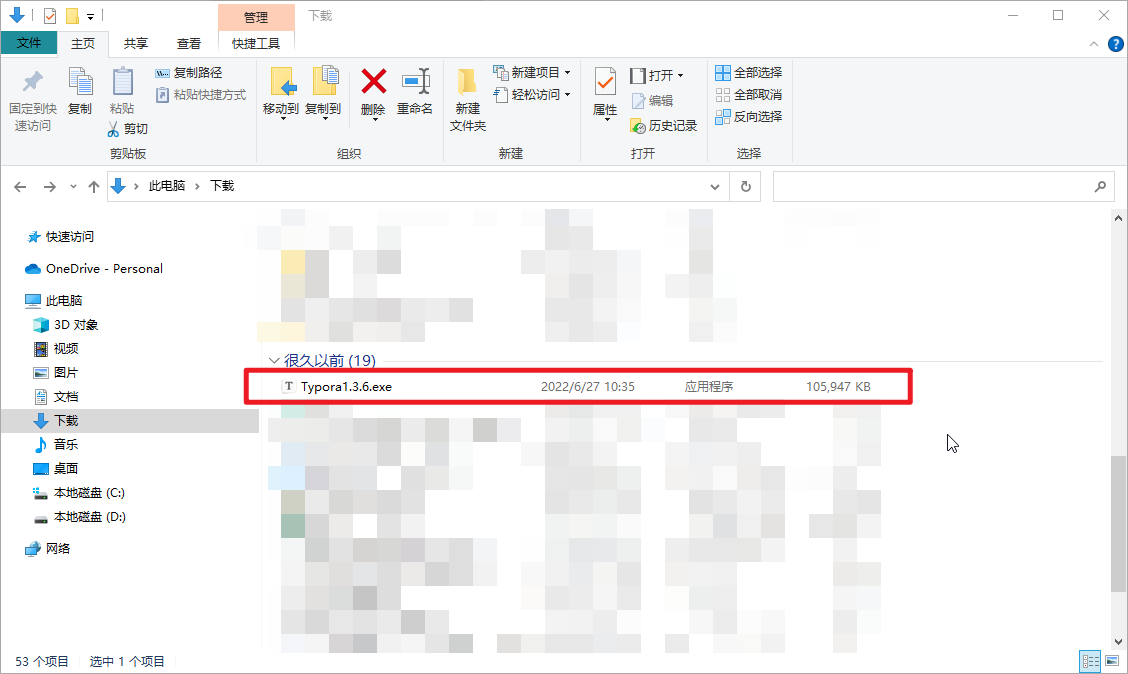 管理
下载
文件
主页
共享
查看
快捷工具
固定到快
速访问
复制
粘贴
复制路径
粘贴快捷方式
剪切
剪贴板
移动到
复制到
删除
重命名
组织
新建
文件夹
新建项目
轻松访问
新建
属性
打开
编辑
历史记录
打开
全部选择
全部取消
反向选择
选择
此电脑
下载
快速访问
OneDrive - Personal
此电脑
3D 对象
视频
图片
文档
下载
音乐
桌面
本地磁盘 (C:)
本地磁盘 (D:)
网络
很久以前 (19)
Typora1.3.6.exe 2022/6/27 10:35 应用程序 105,947 KB
53 个项目 选中 1 个项目